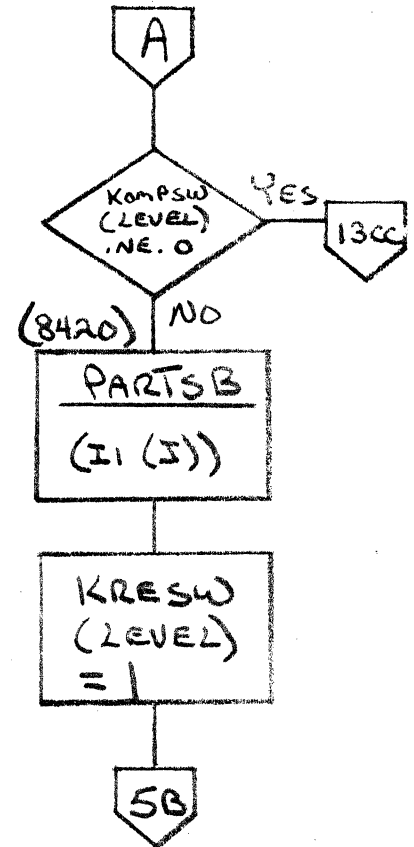 A
KOMPSW
(LEVEL)
.NE. 0
YES
13CC
(8420)
NO
PARTSB
(I1 (J))
KRESW
(LEVEL)
= 1
5B